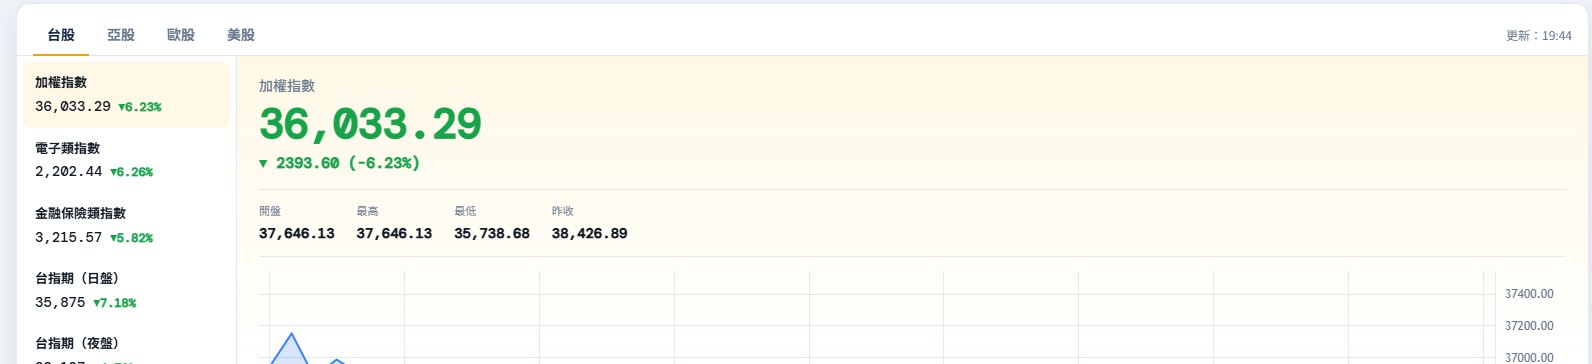 台股 亞股 歐股 美股 更新：19:44
加權指數
36,033.29 ▼6.23%
電子類指數
2,202.44 ▼6.26%
金融保險類指數
3,215.57 ▼5.82%
台指期（日盤）
35,875 ▼7.18%
台指期（夜盤）
加權指數
36,033.29
▼ 2393.60 (-6.23%)
開盤 最高 最低 昨收
37,646.13 37,646.13 35,738.68 38,426.89
37400.00
37200.00
37000.00